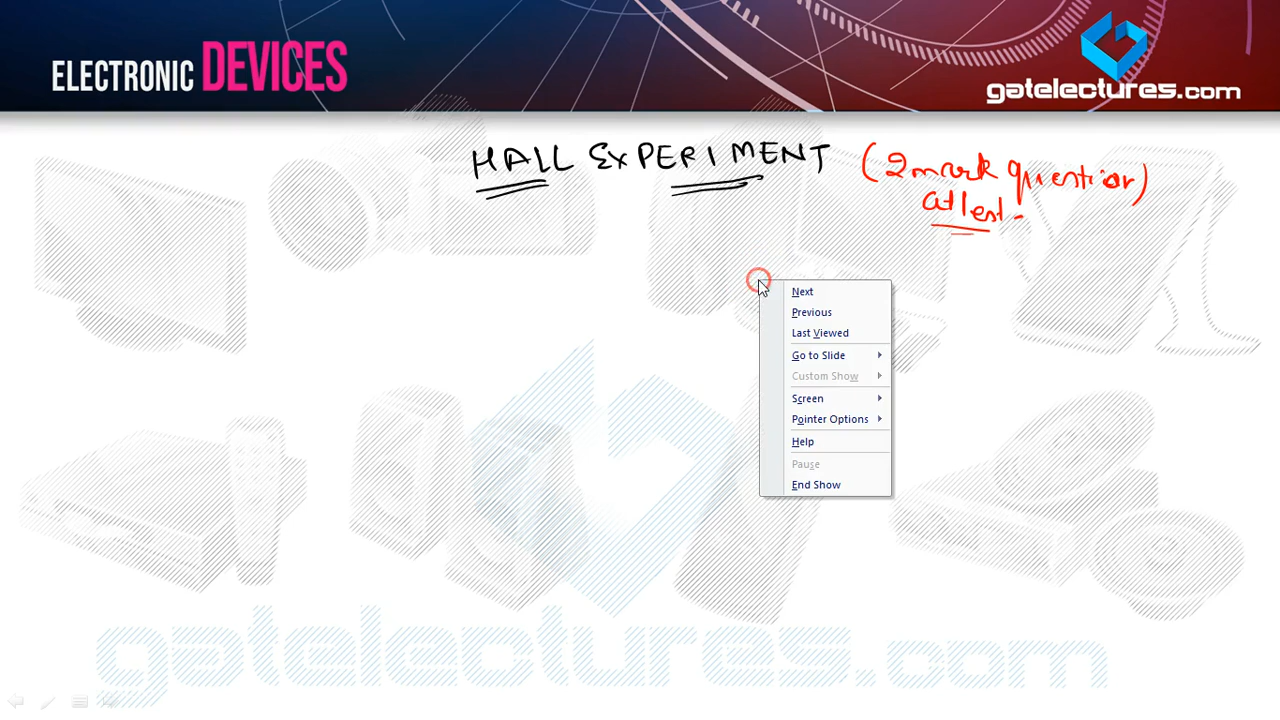 ELECTRONIC DEVICES
gatelectures.com
HALL EXPERIMENT (2 mark question)
atlest.
Next
Previous
Last Viewed
Go to Slide
Custom Show
Screen
Pointer Options
Help
Pause
End Show
gatelectures.com